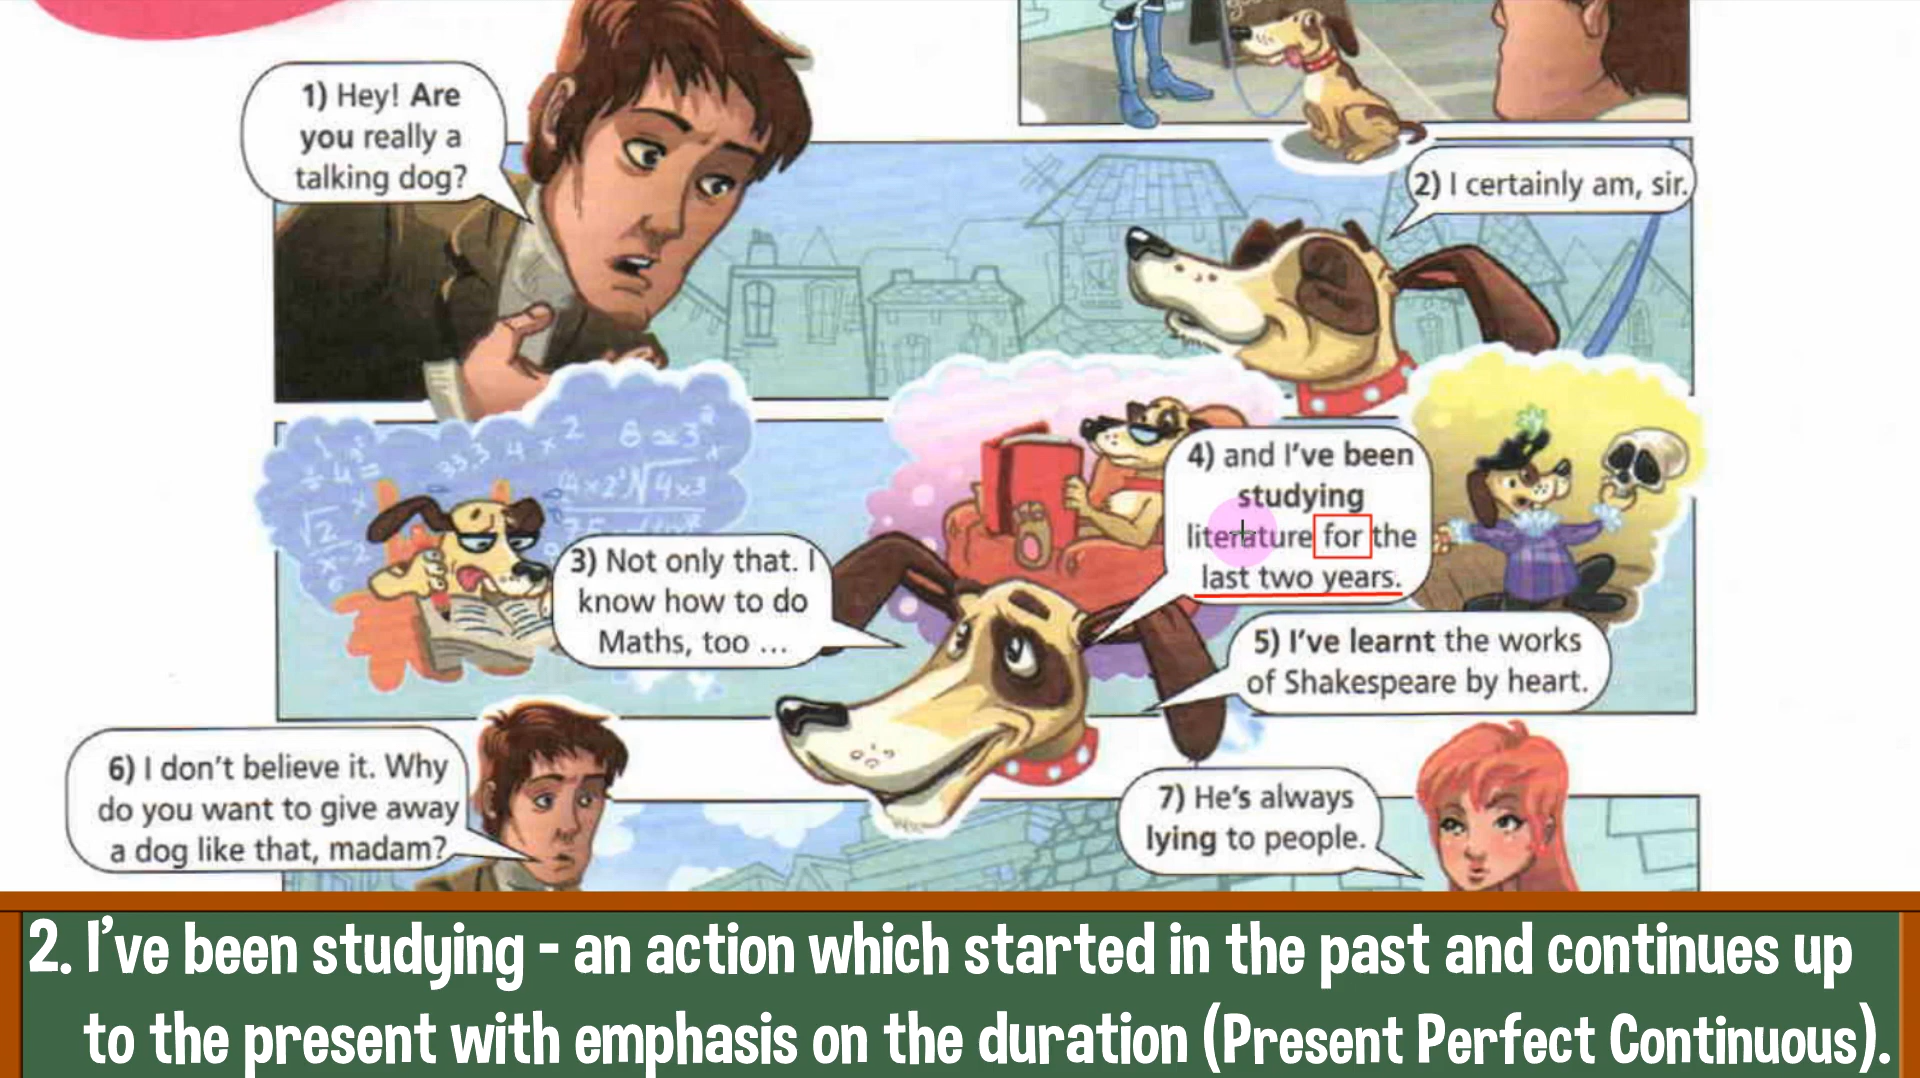 1) Hey! Are
you really a
talking dog?
2) I certainly am, sir.
3) Not only that. I
know how to do
Maths, too ...
4) and I've been
studying
literature for the
last two years.
5) I've learnt the works
of Shakespeare by heart.
6) I don't believe it. Why
do you want to give away
a dog like that, madam?
7) He's always
lying to people.
2. I've been studying - an action which started in the past and continues up
to the present with emphasis on the duration (Present Perfect Continuous).